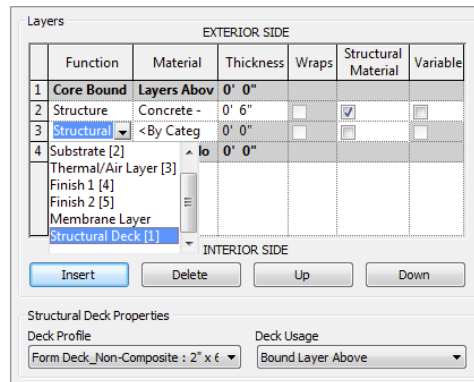 Layers
EXTERIOR SIDE
Function Material Thickness Wraps Structural Material Variable
1 Core Bound Layers Abov 0' 0"
2 Structure Concrete - 0' 6"
3 Structural <By Categ 0' 0"
4 lo 0' 0"
Substrate [2]
Thermal/Air Layer [3]
Finish 1 [4]
Finish 2 [5]
Membrane Layer
Structural Deck [1]
INTERIOR SIDE
Insert Delete Up Down
Structural Deck Properties
Deck Profile Deck Usage
Form Deck_Non-Composite : 2" x 6 Bound Layer Above